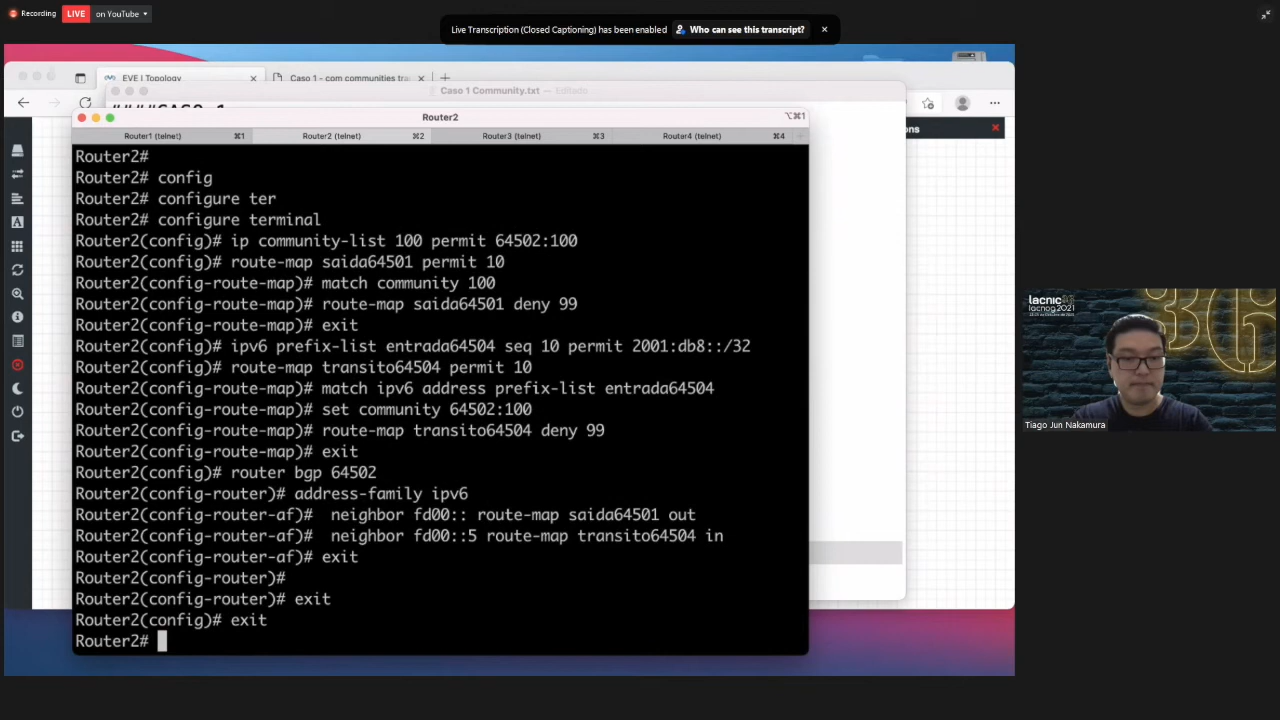 Recording
LIVE
on YouTube
Live Transcription (Closed Captioning) has been enabled
Who can see this transcript?
EVE | Topology
Caso 1 - com communities tra
Caso 1 Community.txt — Editado
####CASO 1
Router2
⌥⌘1
Router1 (telnet) ⌘1
Router2 (telnet) ⌘2
Router3 (telnet) ⌘3
Router4 (telnet) ⌘4
ons
Router2#
Router2# config
Router2# configure ter
Router2# configure terminal
Router2(config)# ip community-list 100 permit 64502:100
Router2(config)# route-map saida64501 permit 10
Router2(config-route-map)# match community 100
Router2(config-route-map)# route-map saida64501 deny 99
Router2(config-route-map)# exit
Router2(config)# ipv6 prefix-list entrada64504 seq 10 permit 2001:db8::/32
Router2(config)# route-map transito64504 permit 10
Router2(config-route-map)# match ipv6 address prefix-list entrada64504
Router2(config-route-map)# set community 64502:100
Router2(config-route-map)# route-map transito64504 deny 99
Router2(config-route-map)# exit
Router2(config)# router bgp 64502
Router2(config-router)# address-family ipv6
Router2(config-router-af)#  neighbor fd00:: route-map saida64501 out
Router2(config-router-af)#  neighbor fd00::5 route-map transito64504 in
Router2(config-router-af)# exit
Router2(config-router)#
Router2(config-router)# exit
Router2(config)# exit
Router2#
lacnic 36
lacnog 2021
Tiago Jun Nakamura